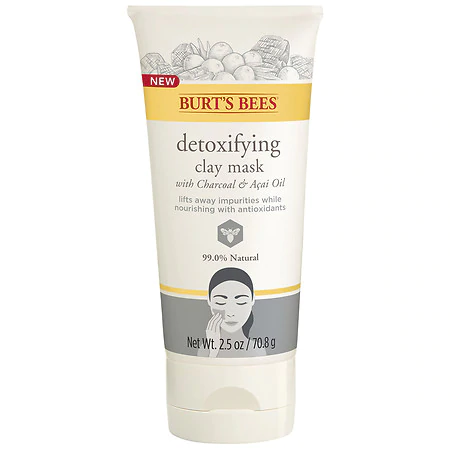 NEW
BURT'S BEES
detoxifying
clay mask
with Charcoal & Açai Oil
lifts away impurities while
nourishing with antioxidants
99.0% Natural
Net Wt. 2.5 oz / 70.8 g